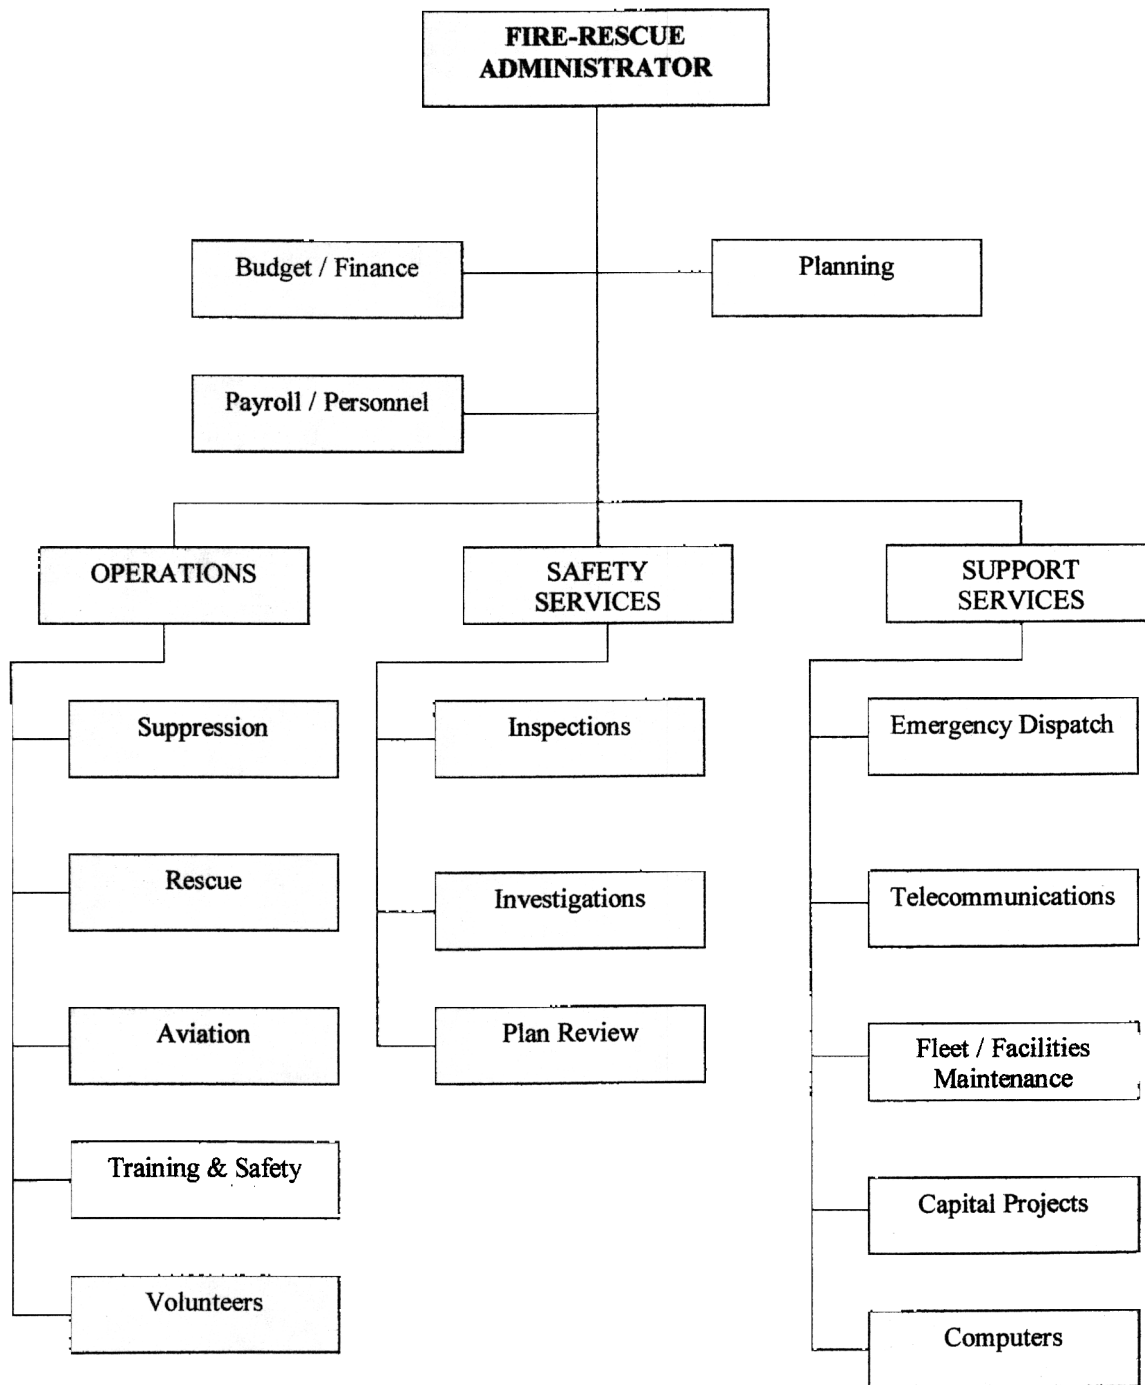 FIRE-RESCUE
ADMINISTRATOR
Budget / Finance
Planning
Payroll / Personnel
OPERATIONS
SAFETY
SERVICES
SUPPORT
SERVICES
Suppression
Rescue
Aviation
Training & Safety
Volunteers
Inspections
Investigations
Plan Review
Emergency Dispatch
Telecommunications
Fleet / Facilities
Maintenance
Capital Projects
Computers